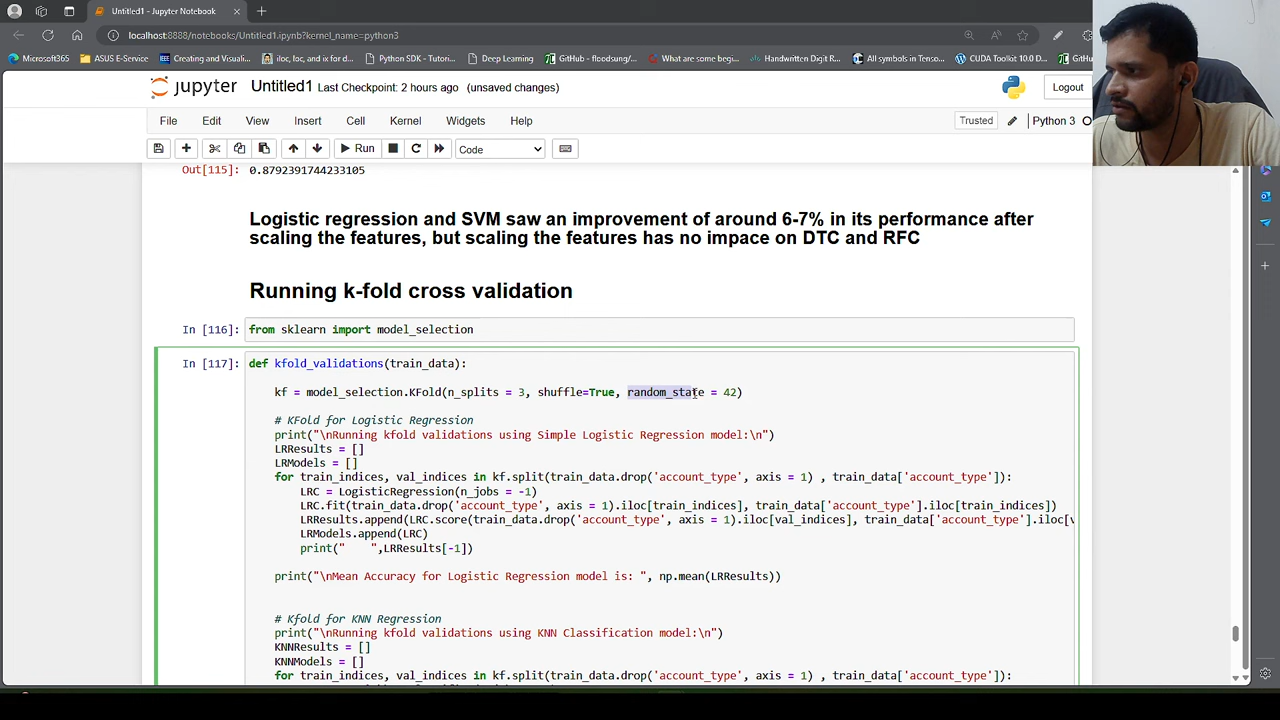 Jupyter Notebook
Untitled1 - Jupyter Notebook
localhost:8888/notebooks/Untitled1.ipynb?kernel_name=python3
Microsoft365
ASUS E-Service
Creating and Visuali...
iloc, loc, and ix for d...
Python SDK - Tutori...
Deep Learning
GitHub - floodsung/...
What are some begi...
Handwritten Digit R...
All symbols in Tenso...
CUDA Toolkit 10.0 D...
GitHu
jupyter
Untitled1 Last Checkpoint: 2 hours ago (unsaved changes)
Logout
File Edit View Insert Cell Kernel Widgets Help
Trusted
Python 3
Run
Code
Out[115]: 0.8792391744233105
Logistic regression and SVM saw an improvement of around 6-7% in its performance after
scaling the features, but scaling the features has no impace on DTC and RFC
Running k-fold cross validation
In [116]: from sklearn import model_selection
In [117]: def kfold_validations(train_data):
kf = model_selection.KFold(n_splits = 3, shuffle=True, random_state = 42)
# KFold for Logistic Regression
print("\nRunning kfold validations using Simple Logistic Regression model:\n")
LRResults = []
LRModels = []
for train_indices, val_indices in kf.split(train_data.drop('account_type', axis = 1) , train_data['account_type']):
LRC = LogisticRegression(n_jobs = -1)
LRC.fit(train_data.drop('account_type', axis = 1).iloc[train_indices], train_data['account_type'].iloc[train_indices])
LRResults.append(LRC.score(train_data.drop('account_type', axis = 1).iloc[val_indices], train_data['account_type'].iloc[v
LRModels.append(LRC)
print("    ",LRResults[-1])
print("\nMean Accuracy for Logistic Regression model is: ", np.mean(LRResults))
# Kfold for KNN Regression
print("\nRunning kfold validations using KNN Classification model:\n")
KNNResults = []
KNNModels = []
for train_indices, val_indices in kf.split(train_data.drop('account_type', axis = 1) , train_data['account_type']):